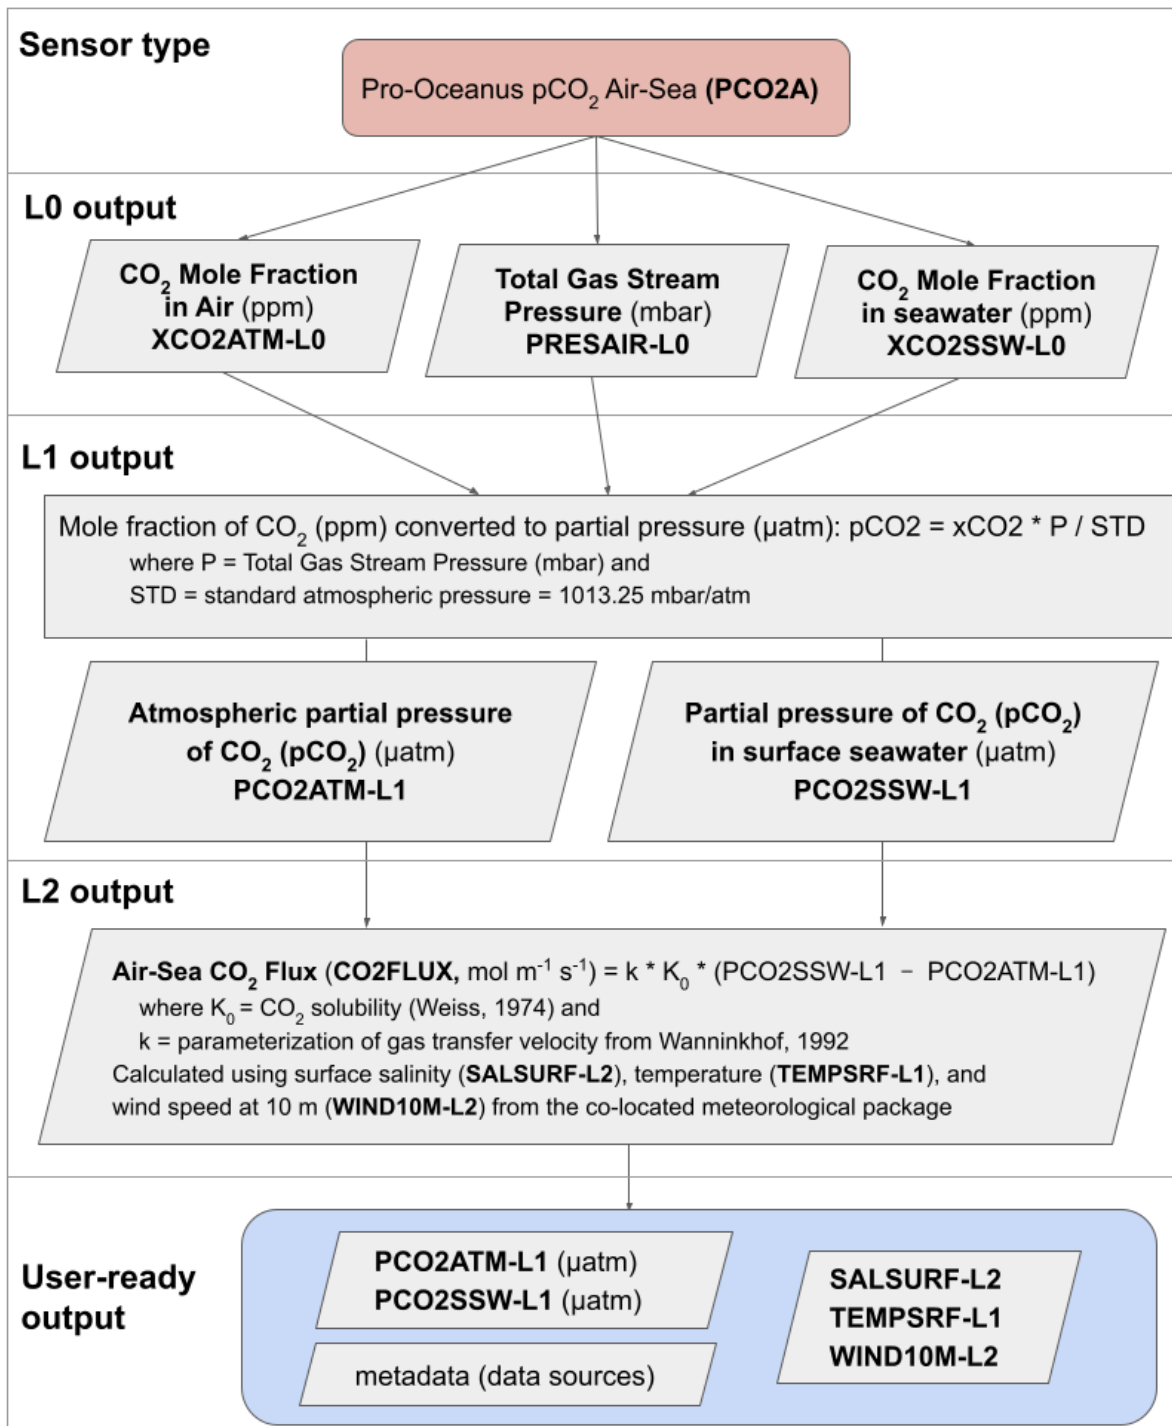 Sensor type
Pro-Oceanus pCO₂ Air-Sea (PCO2A)
L0 output
CO₂ Mole Fraction
in Air (ppm)
XCO2ATM-L0
Total Gas Stream
Pressure (mbar)
PRESAIR-L0
CO₂ Mole Fraction
in seawater (ppm)
XCO2SSW-L0
L1 output
Mole fraction of CO₂ (ppm) converted to partial pressure (µatm): pCO2 = xCO2 * P / STD
where P = Total Gas Stream Pressure (mbar) and
STD = standard atmospheric pressure = 1013.25 mbar/atm
Atmospheric partial pressure
of CO₂ (pCO₂) (µatm)
PCO2ATM-L1
Partial pressure of CO₂ (pCO₂)
in surface seawater (µatm)
PCO2SSW-L1
L2 output
Air-Sea CO₂ Flux (CO2FLUX, mol m⁻¹ s⁻¹) = k * K₀ * (PCO2SSW-L1 − PCO2ATM-L1)
where K₀ = CO₂ solubility (Weiss, 1974) and
k = parameterization of gas transfer velocity from Wanninkhof, 1992
Calculated using surface salinity (SALSURF-L2), temperature (TEMPSRF-L1), and
wind speed at 10 m (WIND10M-L2) from the co-located meteorological package
User-ready
output
PCO2ATM-L1 (µatm)
PCO2SSW-L1 (µatm)
metadata (data sources)
SALSURF-L2
TEMPSRF-L1
WIND10M-L2